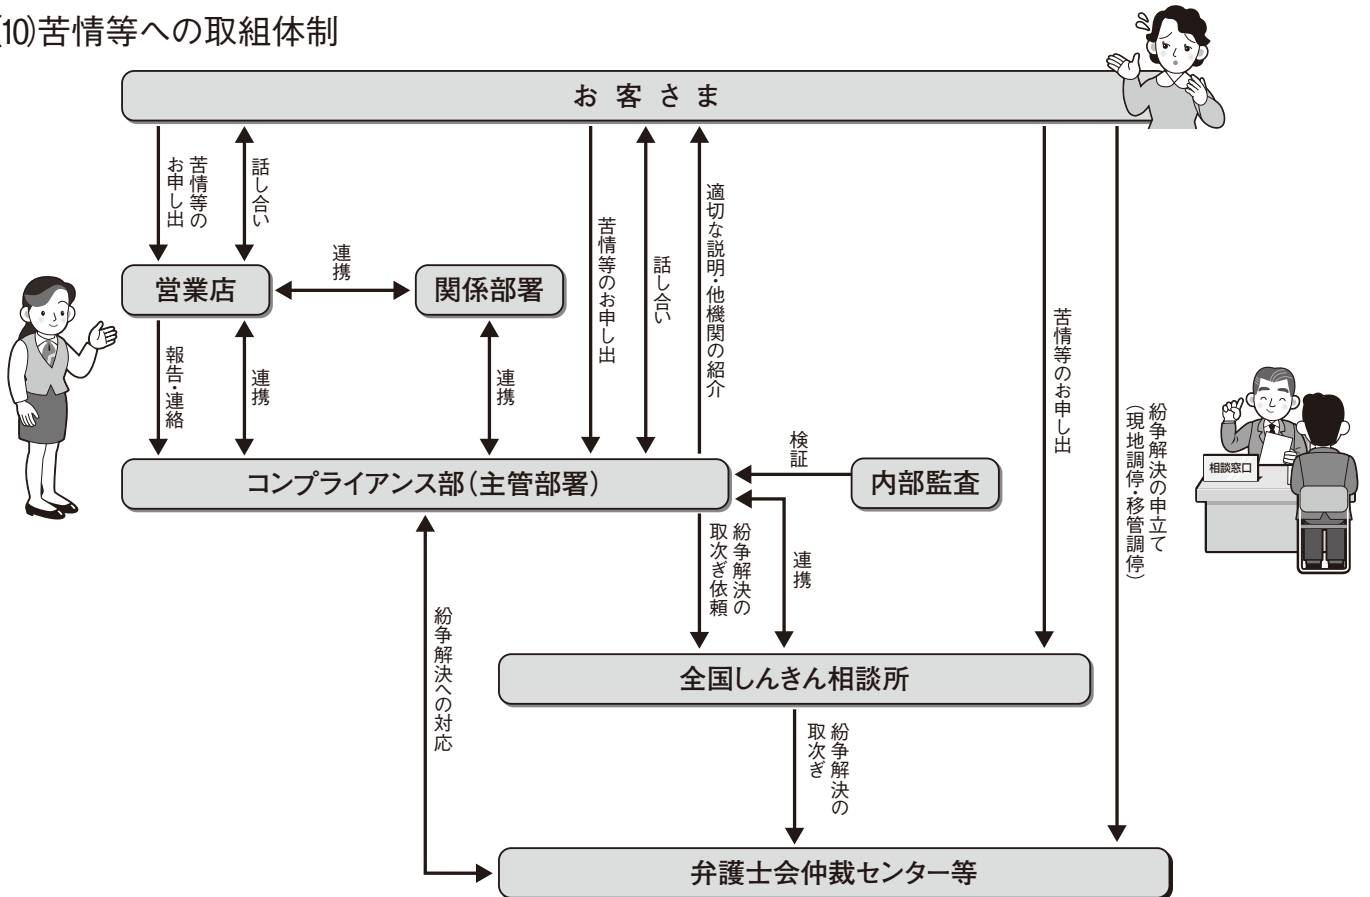 (10)苦情等への取組体制
お客さま
苦情等の
お申し出
話し合い
連携
苦情等のお申し出
話し合い
適切な説明・他機関の紹介
苦情等のお申し出
紛争解決の申立て
（現地調停・移管調停）
営業店
関係部署
報告・連絡
連携
連携
検証
相談窓口
コンプライアンス部（主管部署）
内部監査
紛争解決の
取次ぎ依頼
連携
紛争解決への対応
全国しんきん相談所
紛争解決の
取次ぎ
弁護士会仲裁センター等